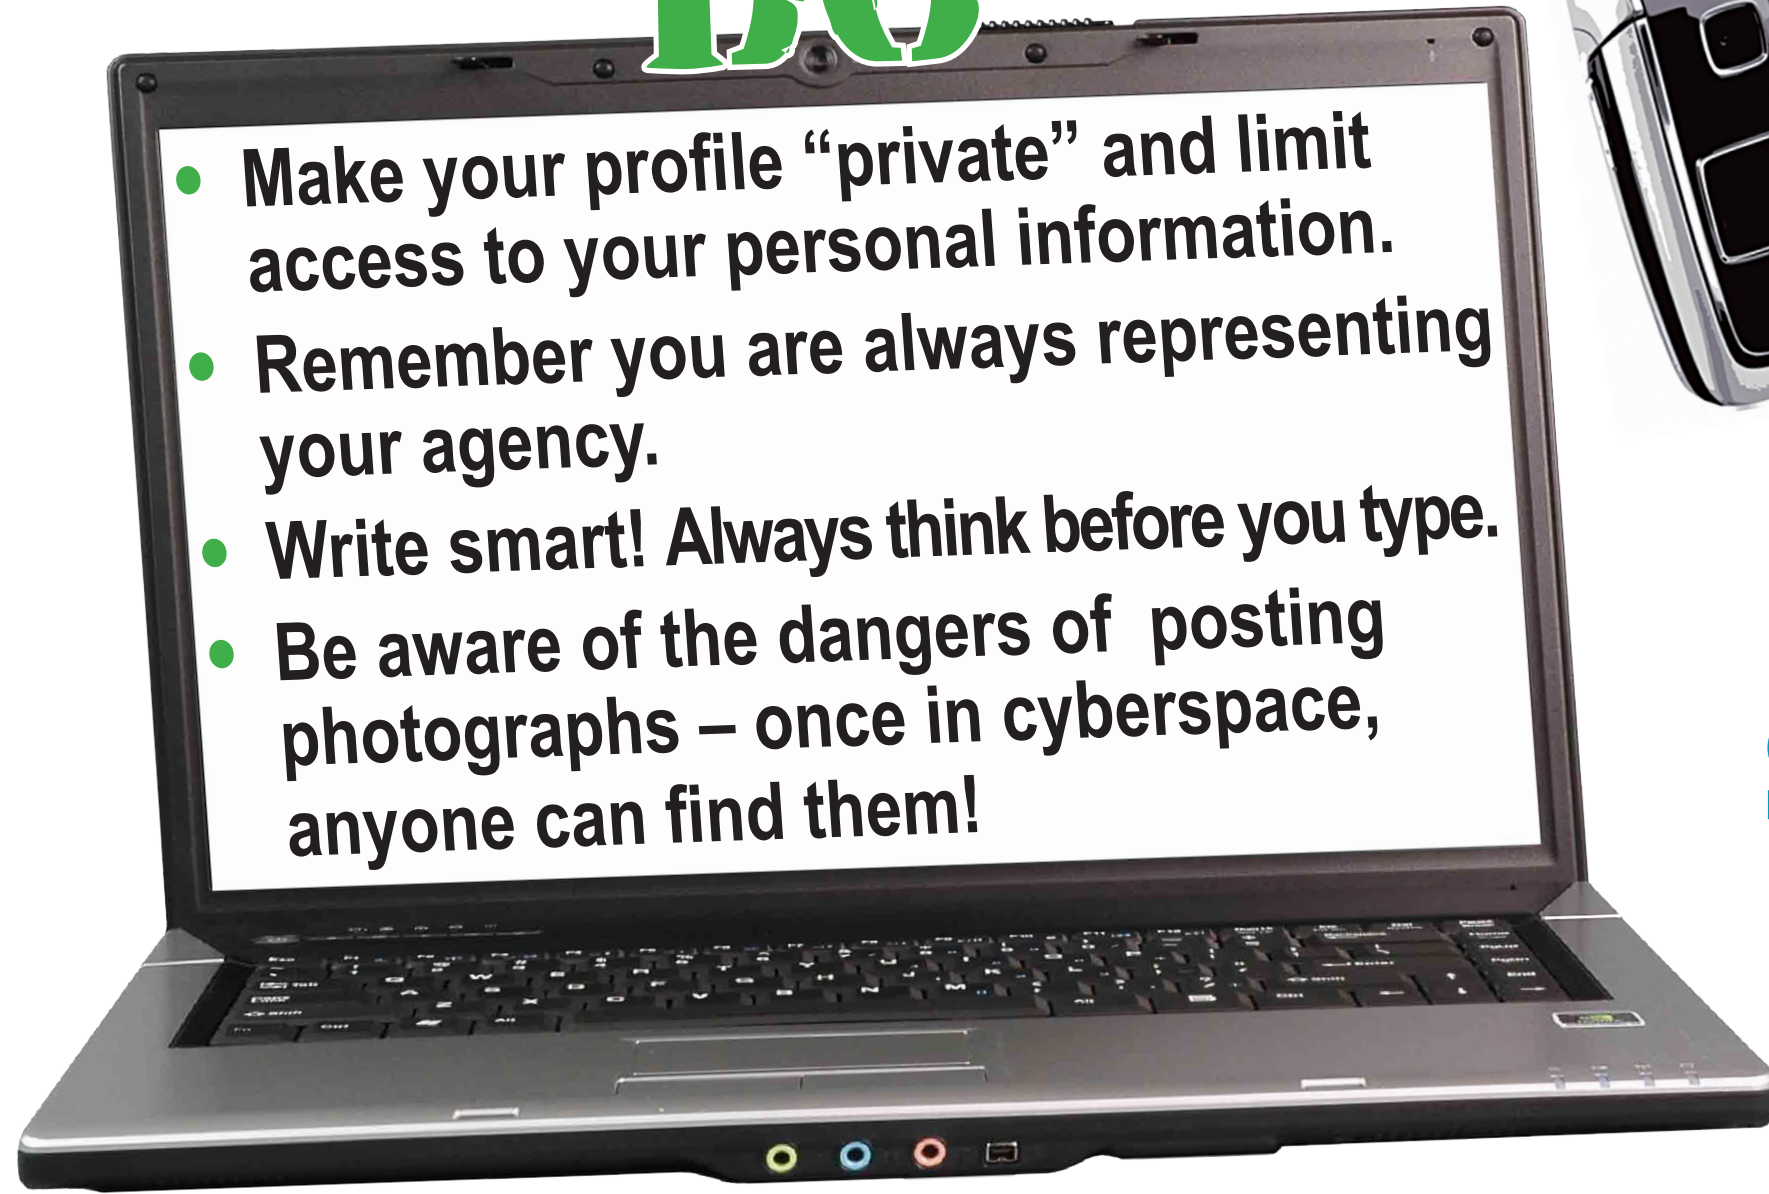 DO
• Make your profile “private” and limit
access to your personal information.
• Remember you are always representing
your agency.
• Write smart! Always think before you type.
• Be aware of the dangers of posting
photographs – once in cyberspace,
anyone can find them!